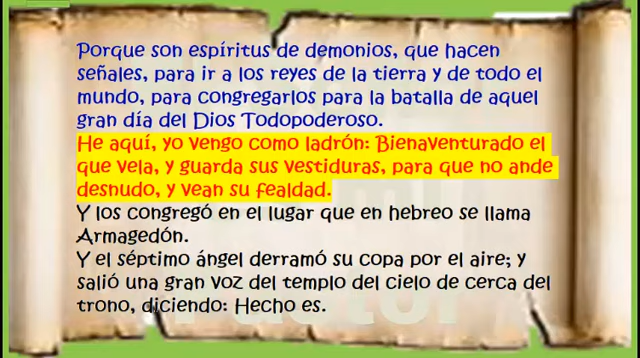 Porque son espíritus de demonios, que hacen
señales, para ir a los reyes de la tierra y de todo el
mundo, para congregarlos para la batalla de aquel
gran día del Dios Todopoderoso.
He aquí, yo vengo como ladrón: Bienaventurado el
que vela, y guarda sus vestiduras, para que no ande
desnudo, y vean su fealdad.
Y los congregó en el lugar que en hebreo se llama
Armagedón.
Y el séptimo ángel derramó su copa por el aire; y
salió una gran voz del templo del cielo de cerca del
trono, diciendo: Hecho es.